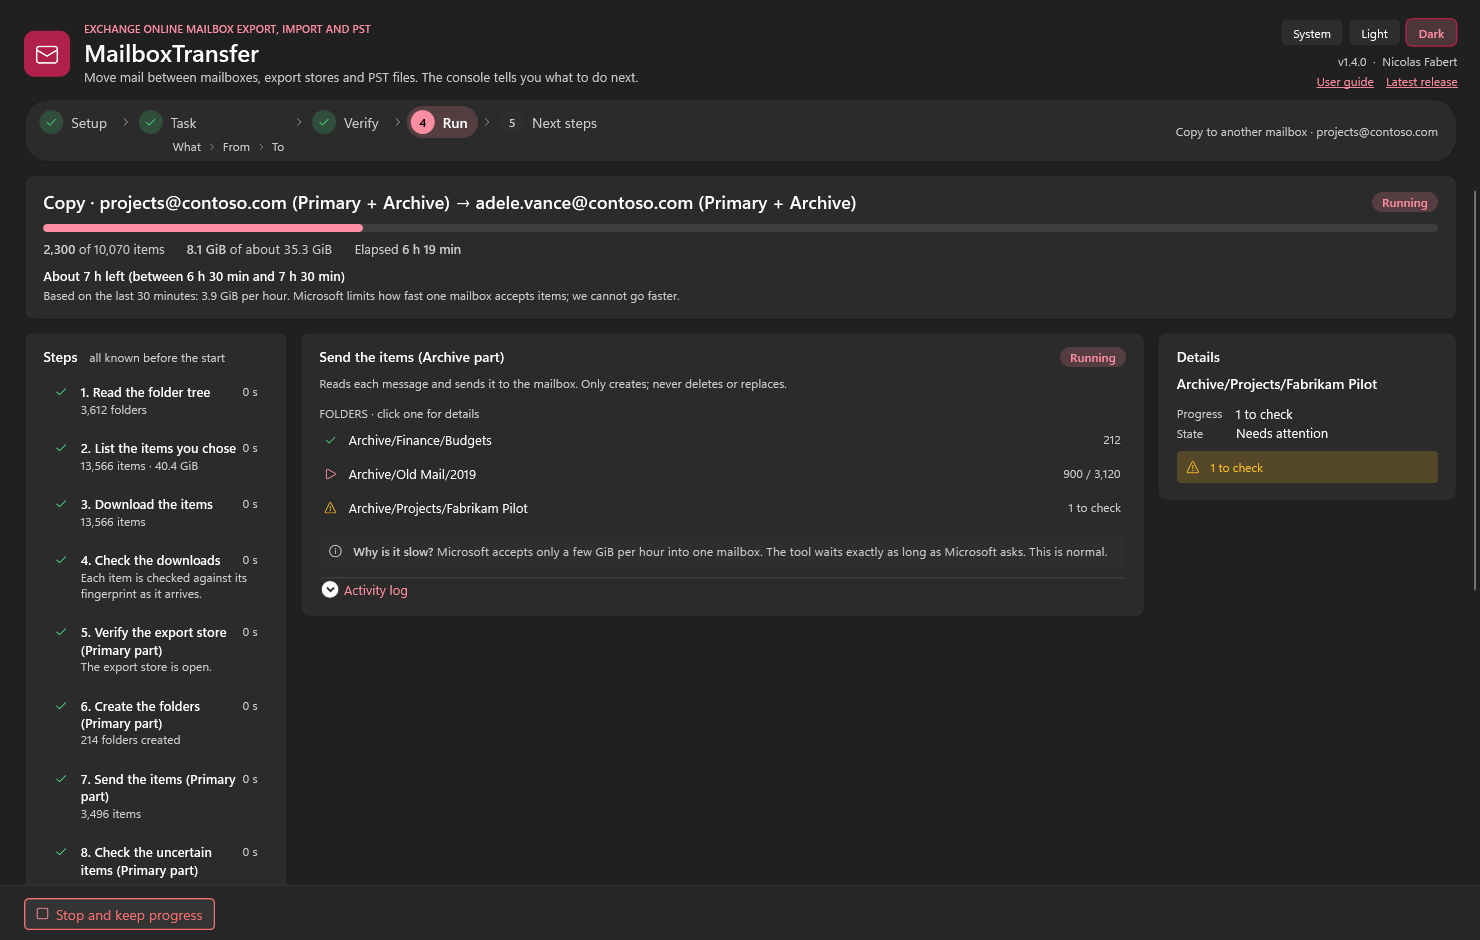 EXCHANGE ONLINE MAILBOX EXPORT, IMPORT AND PST
MailboxTransfer
Move mail between mailboxes, export stores and PST files. The console tells you what to do next.
System
Light
Dark
v1.4.0 · Nicolas Fabert
User guide
Latest release
Setup
Task
Verify
4
Run
5
Next steps
What
From
To
Copy to another mailbox · projects@contoso.com
Copy · projects@contoso.com (Primary + Archive) → adele.vance@contoso.com (Primary + Archive)
Running
2,300 of 10,070 items
8.1 GiB of about 35.3 GiB
Elapsed 6 h 19 min
About 7 h left (between 6 h 30 min and 7 h 30 min)
Based on the last 30 minutes: 3.9 GiB per hour. Microsoft limits how fast one mailbox accepts items; we cannot go faster.
Steps
all known before the start
1. Read the folder tree
0 s
3,612 folders
2. List the items you chose
0 s
13,566 items · 40.4 GiB
3. Download the items
0 s
13,566 items
4. Check the downloads
0 s
Each item is checked against its
fingerprint as it arrives.
5. Verify the export store
0 s
(Primary part)
The export store is open.
6. Create the folders
0 s
(Primary part)
214 folders created
7. Send the items (Primary
0 s
part)
3,496 items
8. Check the uncertain
0 s
items (Primary part)
Send the items (Archive part)
Running
Reads each message and sends it to the mailbox. Only creates; never deletes or replaces.
FOLDERS · click one for details
Archive/Finance/Budgets
212
Archive/Old Mail/2019
900 / 3,120
Archive/Projects/Fabrikam Pilot
1 to check
Why is it slow? Microsoft accepts only a few GiB per hour into one mailbox. The tool waits exactly as long as Microsoft asks. This is normal.
Activity log
Details
Archive/Projects/Fabrikam Pilot
Progress
1 to check
State
Needs attention
1 to check
Stop and keep progress